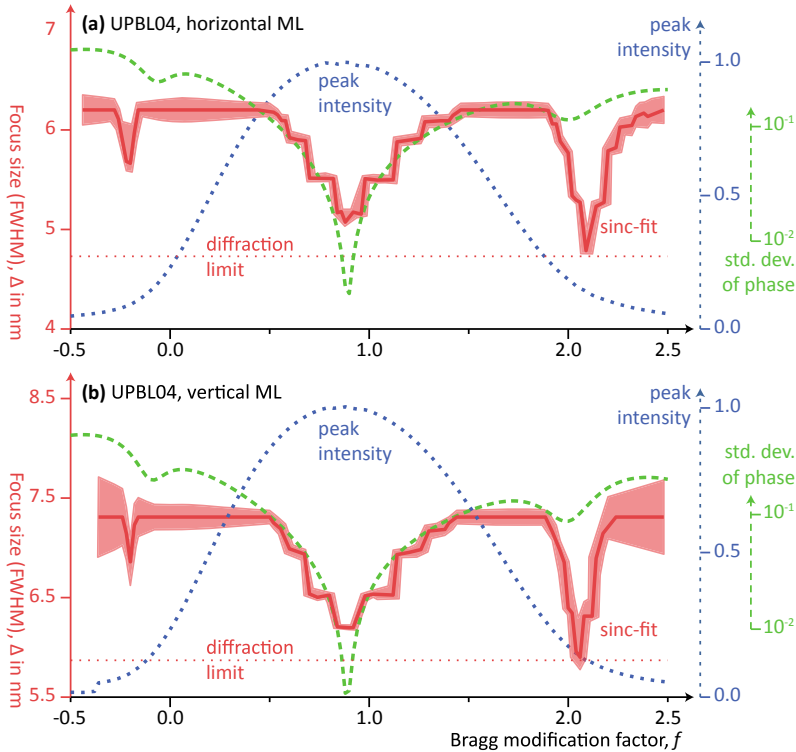 (a) UPBL04, horizontal ML
peak
intensity
7
6
5
4
Focus size (FWHM), Δ in nm
peak
intensity
diffraction
limit
sinc-fit
1.0
0.5
0.0
10⁻¹
10⁻²
std. dev.
of phase
-0.5
0.0
1.0
2.0
2.5
(b) UPBL04, vertical ML
peak
intensity
8.5
7.5
6.5
5.5
Focus size (FWHM), Δ in nm
peak
intensity
diffraction
limit
sinc-fit
1.0
0.5
0.0
std. dev.
of phase
10⁻¹
10⁻²
-0.5
0.0
1.0
2.0
2.5
Bragg modification factor, f